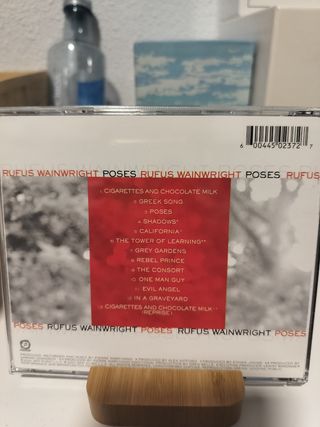 6 00445 02372 7
RUFUS WAINWRIGHT POSES RUFUS WAINWRIGHT POSES RUFUS
1 CIGARETTES AND CHOCOLATE MILK
2 GREEK SONG
3 POSES
4 SHADOWS*
5 CALIFORNIA*
6 THE TOWER OF LEARNING**
7 GREY GARDENS
8 REBEL PRINCE
9 THE CONSORT
10 ONE MAN GUY
11 EVIL ANGEL
12 IN A GRAVEYARD
13 CIGARETTES AND CHOCOLATE MILK
(REPRISE)
POSES RUFUS WAINWRIGHT POSES RUFUS WAINWRIGHT POSES